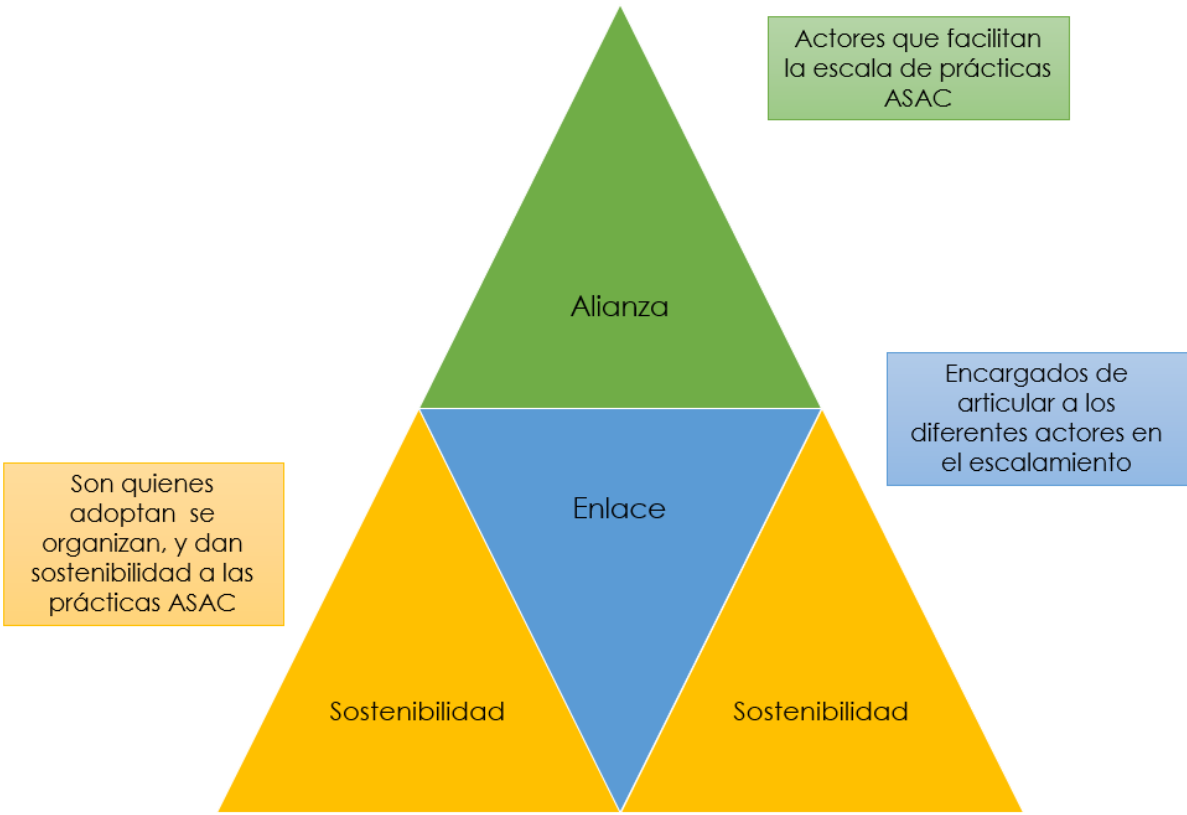 Actores que facilitan
la escala de prácticas
ASAC
Alianza
Encargados de
articular a los
diferentes actores en
el escalamiento
Enlace
Son quienes
adoptan  se
organizan, y dan
sostenibilidad a las
prácticas ASAC
Sostenibilidad
Sostenibilidad